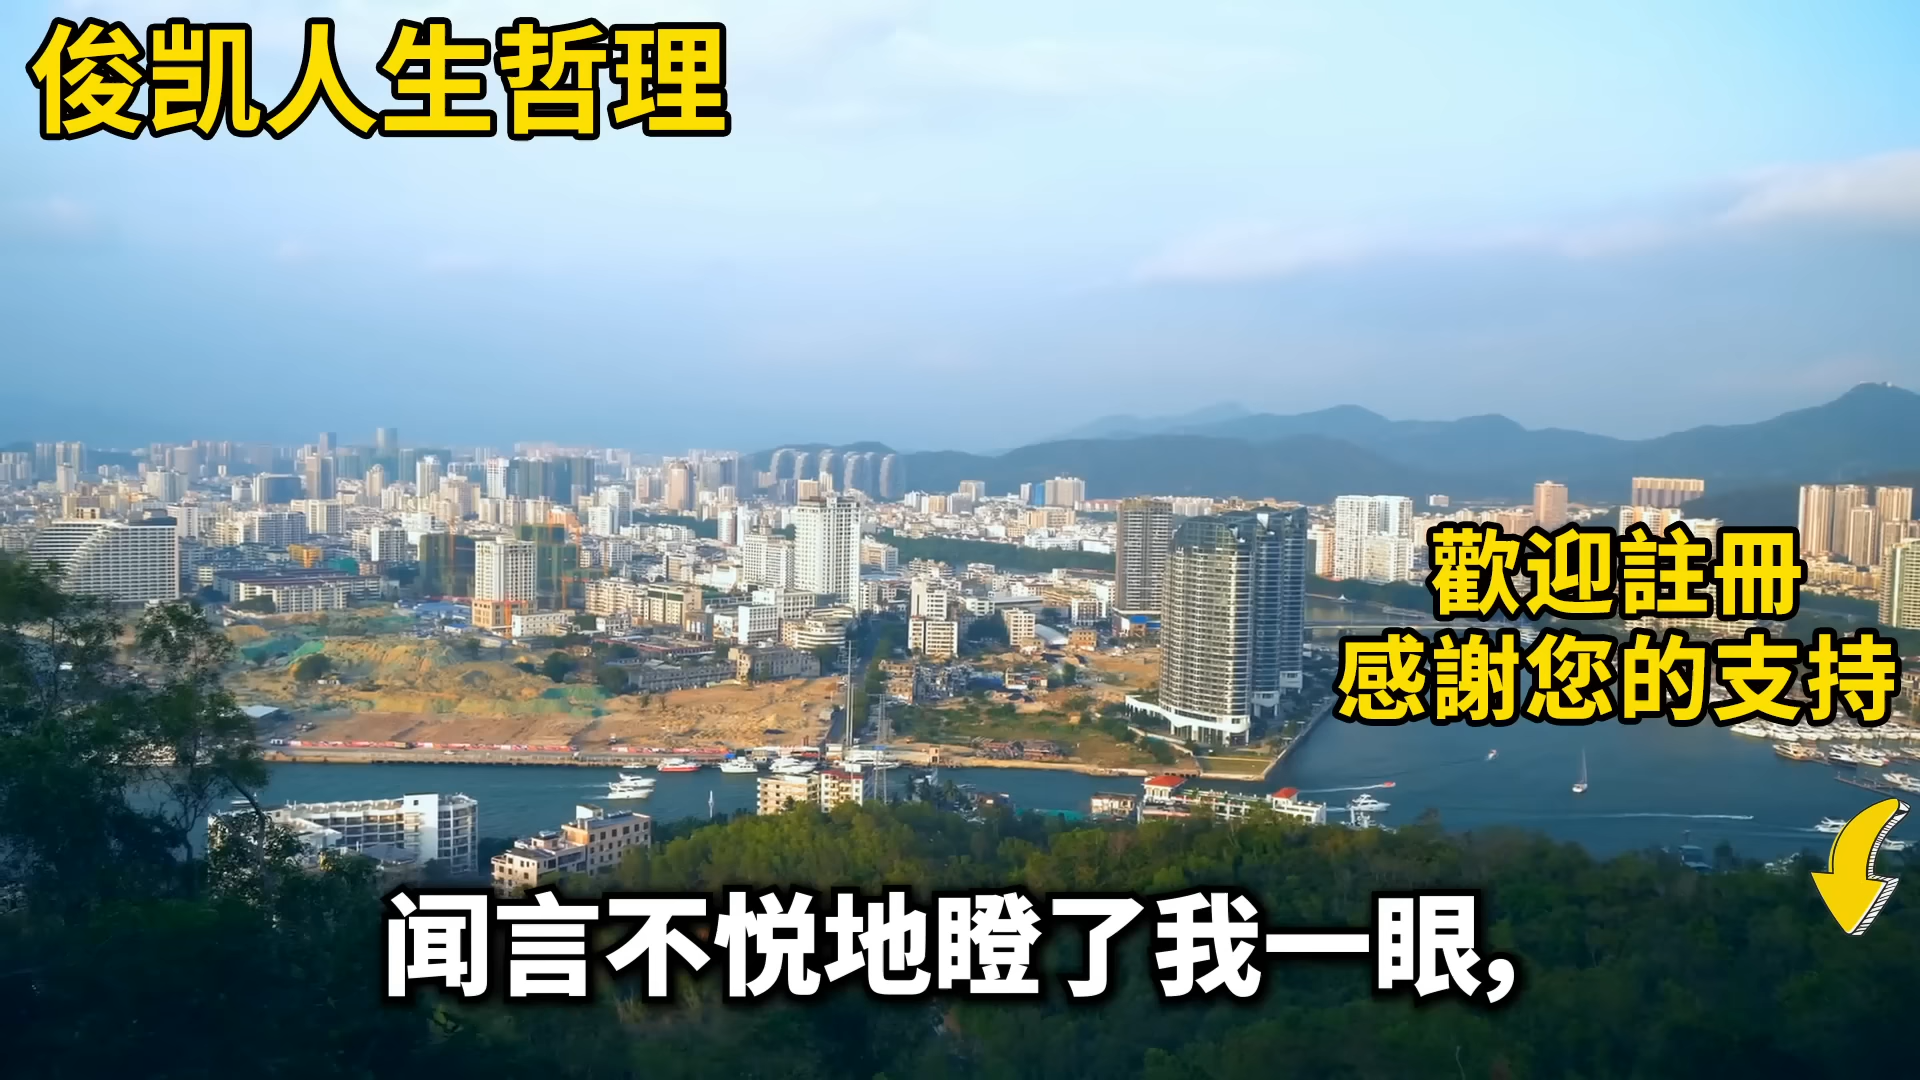 俊凯人生哲理
歡迎註冊
感謝您的支持
闻言不悦地瞪了我一眼,